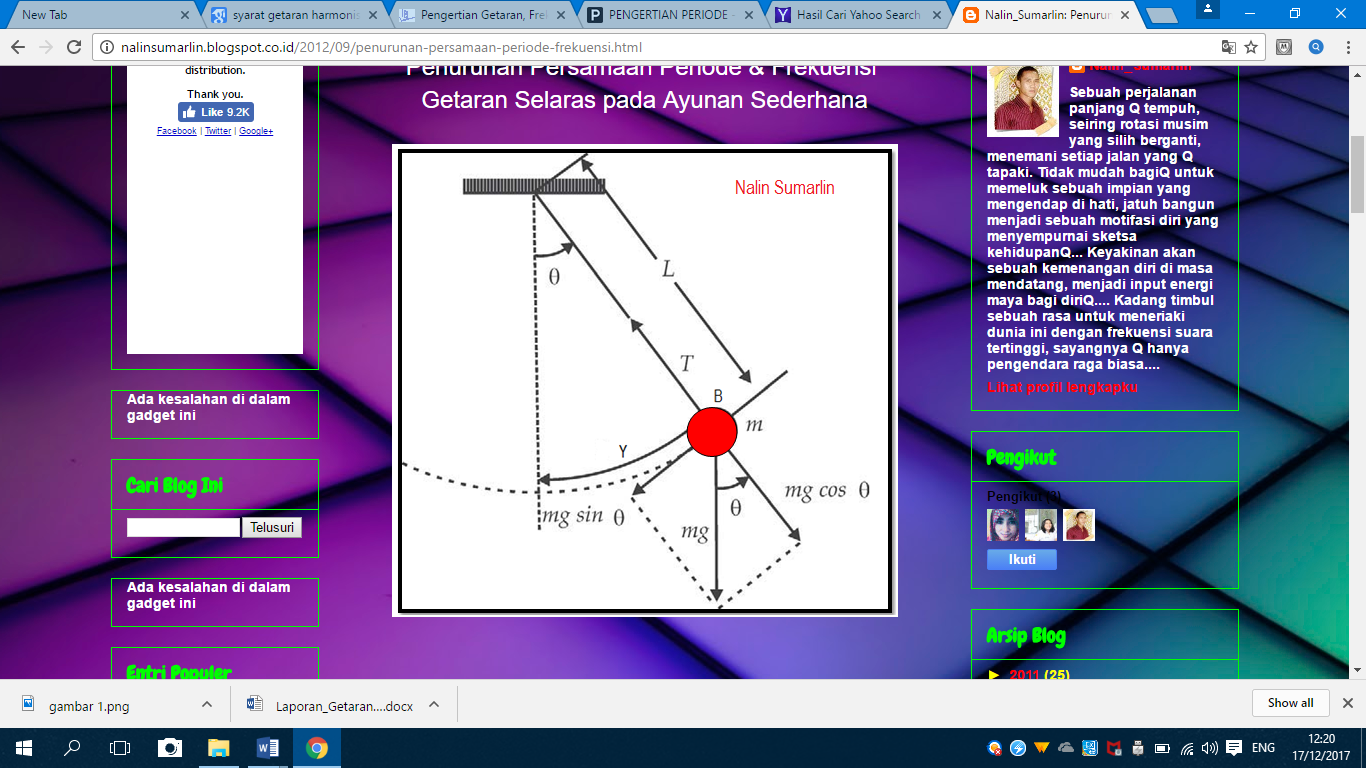 New Tab
syarat getaran harmonis
Pengertian Getaran, Frek
PENGERTIAN PERIODE -
Hasil Cari Yahoo Search
Nalin_Sumarlin: Penurun
nalinsumarlin.blogspot.co.id/2012/09/penurunan-persamaan-periode-frekuensi.html
distribution.
Thank you.
Like 9.2K
Facebook | Twitter | Google+
Ada kesalahan di dalam
gadget ini
Cari Blog Ini
Telusuri
Ada kesalahan di dalam
gadget ini
Entri Populer
Penurunan Persamaan Periode & Frekuensi
Getaran Selaras pada Ayunan Sederhana
Nalin Sumarlin
L
θ
T
B
m
Y
mg cos θ
θ
mg sin θ
mg
Nalin_Sumarlin
Sebuah perjalanan
panjang Q tempuh,
seiring rotasi musim
yang silih berganti,
menemani setiap jalan yang Q
tapaki. Tidak mudah bagiQ untuk
memeluk sebuah impian yang
mengendap di hati, jatuh bangun
menjadi sebuah motifasi diri yang
menyempurnai sketsa
kehidupanQ... Keyakinan akan
sebuah kemenangan diri di masa
mendatang, menjadi input energi
maya bagi diriQ.... Kadang timbul
sebuah rasa untuk meneriaki
dunia ini dengan frekuensi suara
tertinggi, sayangnya Q hanya
pengendara raga biasa....
Lihat profil lengkapku
Pengikut
Pengikut (3)
Ikuti
Arsip Blog
► 2011 (25)
gambar 1.png
Laporan_Getaran....docx
Show all
ENG
12:20
17/12/2017